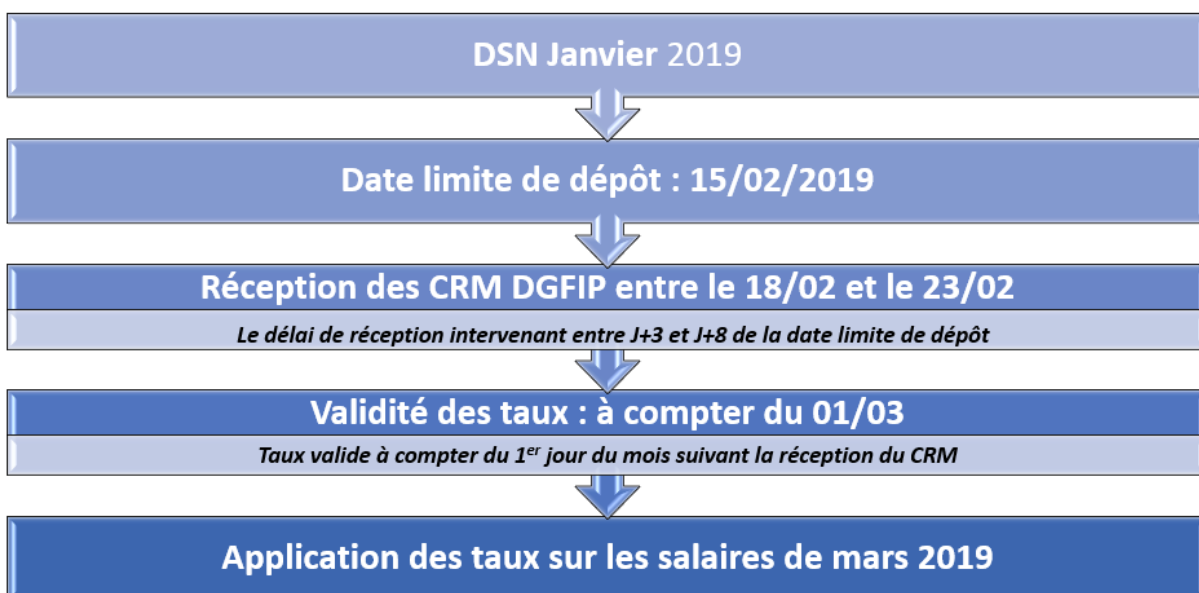 DSN Janvier 2019
Date limite de dépôt : 15/02/2019
Réception des CRM DGFIP entre le 18/02 et le 23/02
Le délai de réception intervenant entre J+3 et J+8 de la date limite de dépôt
Validité des taux : à compter du 01/03
Taux valide à compter du 1er jour du mois suivant la réception du CRM
Application des taux sur les salaires de mars 2019